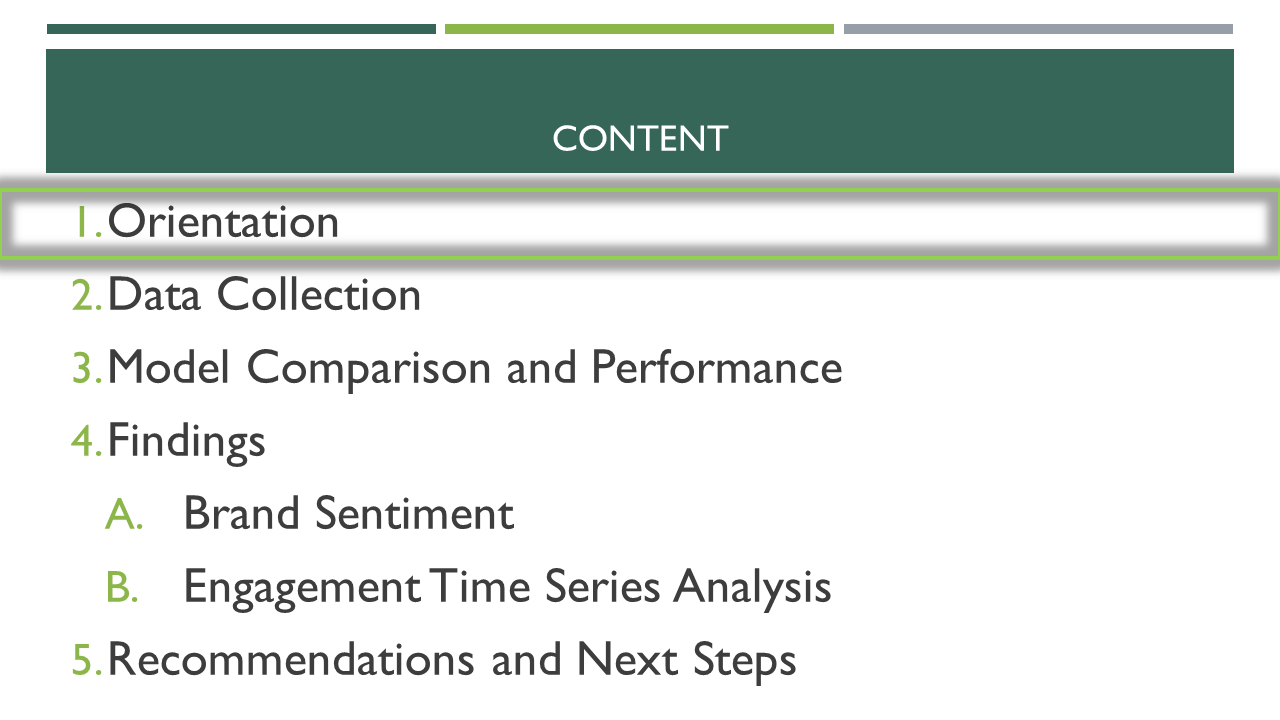 CONTENT
1. Orientation
2. Data Collection
3. Model Comparison and Performance
4. Findings
A. Brand Sentiment
B. Engagement Time Series Analysis
5. Recommendations and Next Steps